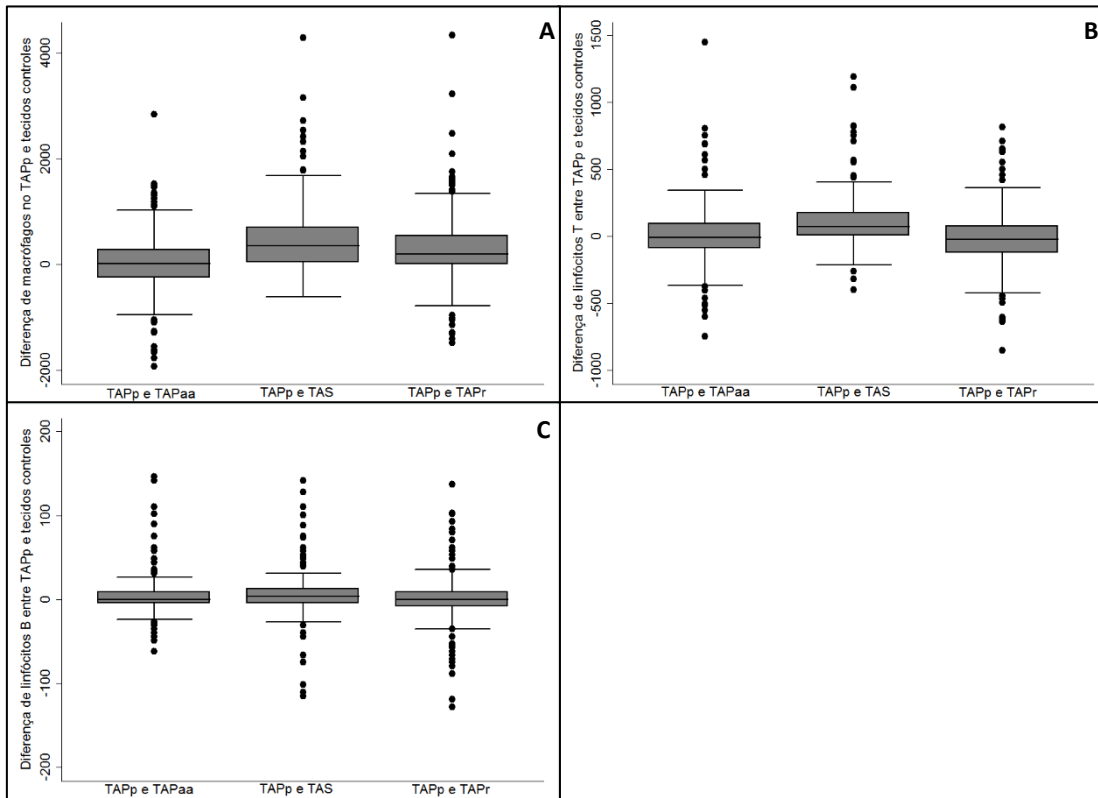 A
Diferença de macrófagos no TAPp e tecidos controles
4000
2000
0
-2000
TAPp e TAPaa
TAPp e TAS
TAPp e TAPr
B
Diferença de linfócitos T entre TAPp e tecidos controles
1500
1000
500
0
-500
-1000
TAPp e TAPaa
TAPp e TAS
TAPp e TAPr
C
Diferença de linfócitos B entre TAPp e tecidos controles
200
100
0
-100
-200
TAPp e TAPaa
TAPp e TAS
TAPp e TAPr